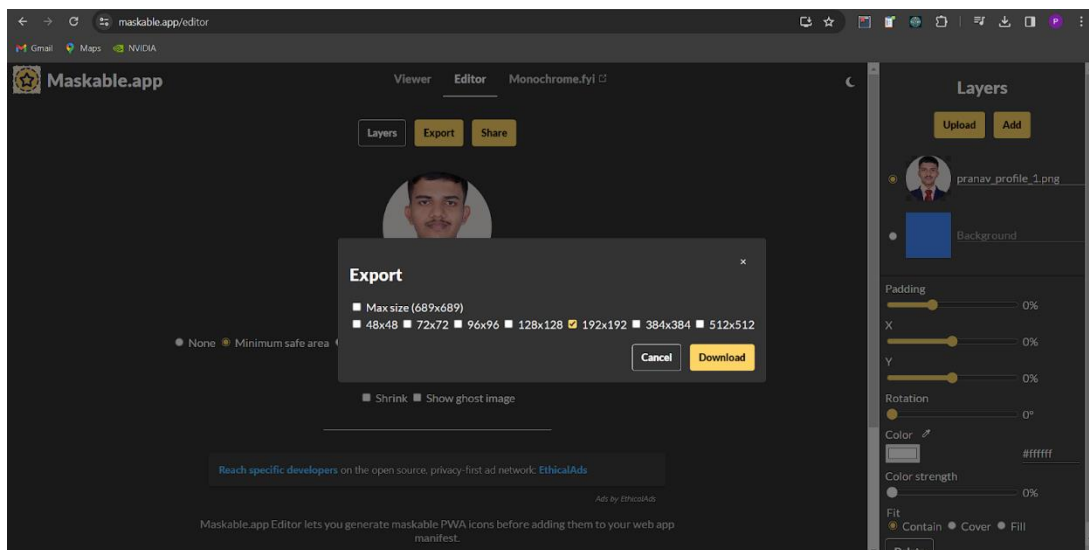 maskable.app/editor
P
Gmail Maps NVIDIA
Maskable.app
Viewer Editor Monochrome.fyi
Layers Export Share
Export
Max size (689x689)
48x48 72x72 96x96 128x128 192x192 384x384 512x512
Cancel Download
None Minimum safe area
Shrink Show ghost image
Reach specific developers on the open source, privacy-first ad network: EthicalAds
Ads by EthicalAds
Maskable.app Editor lets you generate maskable PWA icons before adding them to your web app
manifest.
Layers
Upload Add
pranav_profile_1.png
Background
Padding
0%
X
0%
Y
0%
Rotation
0°
Color
#ffffff
Color strength
0%
Fit
Contain Cover Fill